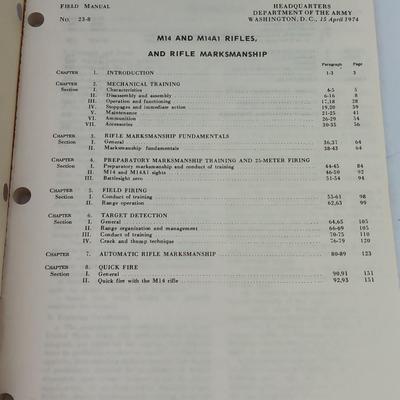 FIELD MANUAL
No. 23-8
HEADQUARTERS
DEPARTMENT OF THE ARMY
WASHINGTON, D.C., 15 April 1974
M14 AND M14A1 RIFLES,
AND RIFLE MARKSMANSHIP
Paragraph Page
CHAPTER 1. INTRODUCTION 1-3 3
CHAPTER 2. MECHANICAL TRAINING
Section I. Characteristics 4-5 5
II. Disassembly and assembly 6-16 8
III. Operation and functioning 17,18 28
IV. Stoppages and immediate action 19,20 39
V. Maintenance 21-25 41
VI. Ammunition 26-29 54
VII. Accessories 30-35 56
CHAPTER 3. RIFLE MARKSMANSHIP FUNDAMENTALS
Section I. General 36,37 64
II. Marksmanship fundamentals 38-43 64
CHAPTER 4. PREPARATORY MARKSMANSHIP TRAINING AND 25-METER FIRING
Section I. Preparatory marksmanship and conduct of training 44-45 84
II. M14 and M14A1 sights 46-50 92
III. Battlesight zero 51-54 94
CHAPTER 5. FIELD FIRING
Section I. Conduct of training 55-61 98
II. Range operation 62,63 99
CHAPTER 6. TARGET DETECTION
Section I. General 64,65 105
II. Range organization and management 66-69 105
III. Conduct of training 70-75 110
IV. Crack and thump technique 76-79 120
CHAPTER 7. AUTOMATIC RIFLE MARKSMANSHIP 80-89 123
CHAPTER 8. QUICK FIRE
Section I. General 90,91 151
II. Quick fire with the M14 rifle 92,93 151